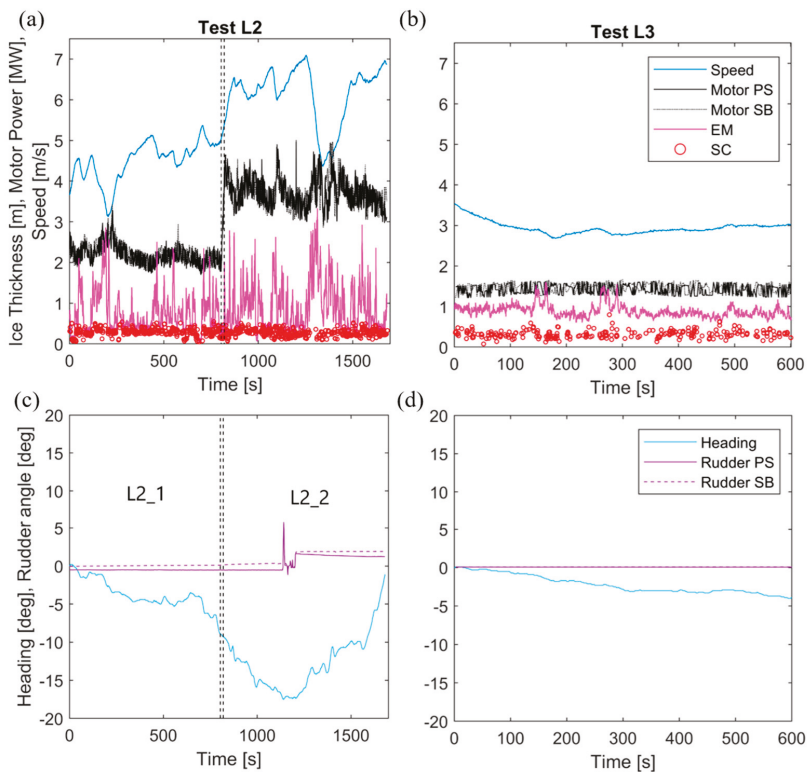 (a)
Test L2
Ice Thickness [m], Motor Power [MW],
Speed [m/s]
7
6
5
4
3
2
1
0
0 500 1000 1500
Time [s]
(b)
Test L3
Speed
Motor PS
Motor SB
EM
SC
7
6
5
4
3
2
1
0
0 100 200 300 400 500 600
Time [s]
(c)
Heading [deg], Rudder angle [deg]
20
15
10
5
0
-5
-10
-15
-20
L2_1
L2_2
0 500 1000 1500
Time [s]
(d)
Heading
Rudder PS
Rudder SB
20
15
10
5
0
-5
-10
-15
-20
0 100 200 300 400 500 600
Time [s]